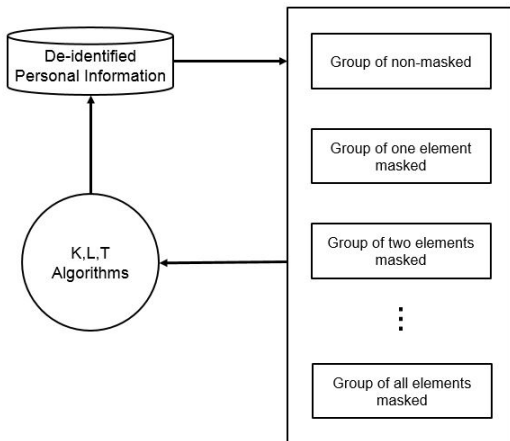 De-identified
Personal Information
Group of non-masked
Group of one element
masked
K,L,T
Algorithms
Group of two elements
masked
Group of all elements
masked